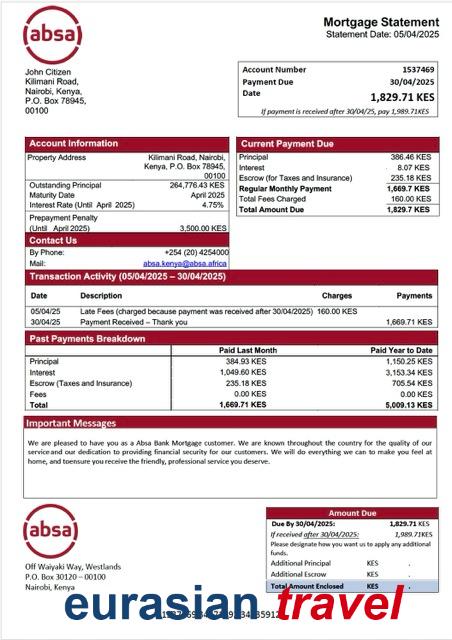 absa
Mortgage Statement
Statement Date: 05/04/2025
John Citizen
Kilimani Road,
Nairobi, Kenya,
P.O. Box 78945,
00100
Account Number 1537469
Payment Due 30/04/2025
Date 1,829.71 KES
If payment is received after 30/04/2025, pay 1,989.71KES
Account Information
Property Address Kilimani Road, Nairobi,
Kenya, P.O. Box 78945,
00100
Outstanding Principal 264,776.43 KES
Maturity Date April 2025
Interest Rate (Until April 2025) 4.75%
Prepayment Penalty
(Until April 2025) 3,500.00 KES
Contact Us
By Phone: +254 (20) 4254000
Mail: absa.kenya@absa.africa
Current Payment Due
Principal 386.46 KES
Interest 8.07 KES
Escrow (for Taxes and Insurance) 235.18 KES
Regular Monthly Payment 1,669.7 KES
Total Fees Charged 160.00 KES
Total Amount Due 1,829.7 KES
Transaction Activity (05/04/2025 – 30/04/2025)
Date Description Charges Payments
05/04/25 Late Fees (charged because payment was received after 30/04/2025) 160.00 KES
30/04/25 Payment Received – Thank you 1,669.71 KES
Past Payments Breakdown
Paid Last Month Paid Year to Date
Principal 384.93 KES 1,150.25 KES
Interest 1,049.60 KES 3,153.34 KES
Escrow (Taxes and Insurance) 235.18 KES 705.54 KES
Fees 0.00 KES 0.00 KES
Total 1,669.71 KES 5,009.13 KES
Important Messages
We are pleased to have you as a Absa Bank Mortgage customer. We are known throughout the country for the quality of our
service and our dedication to providing financial security for our customers. We will do everything we can to make you feel at
home, and toensure you receive the friendly, professional service you deserve.
absa
Off Waiyaki Way, Westlands
P.O. Box 30120 – 00100
Nairobi, Kenya
Amount Due
Due By 30/04/2025: 1,829.71 KES
If received after 30/04/2025: 1,989.71KES
Please designate how you want us to apply any additional
funds.
Additional Principal KES .
Additional Escrow KES .
Total Amount Enclosed KES .
eurasian travel